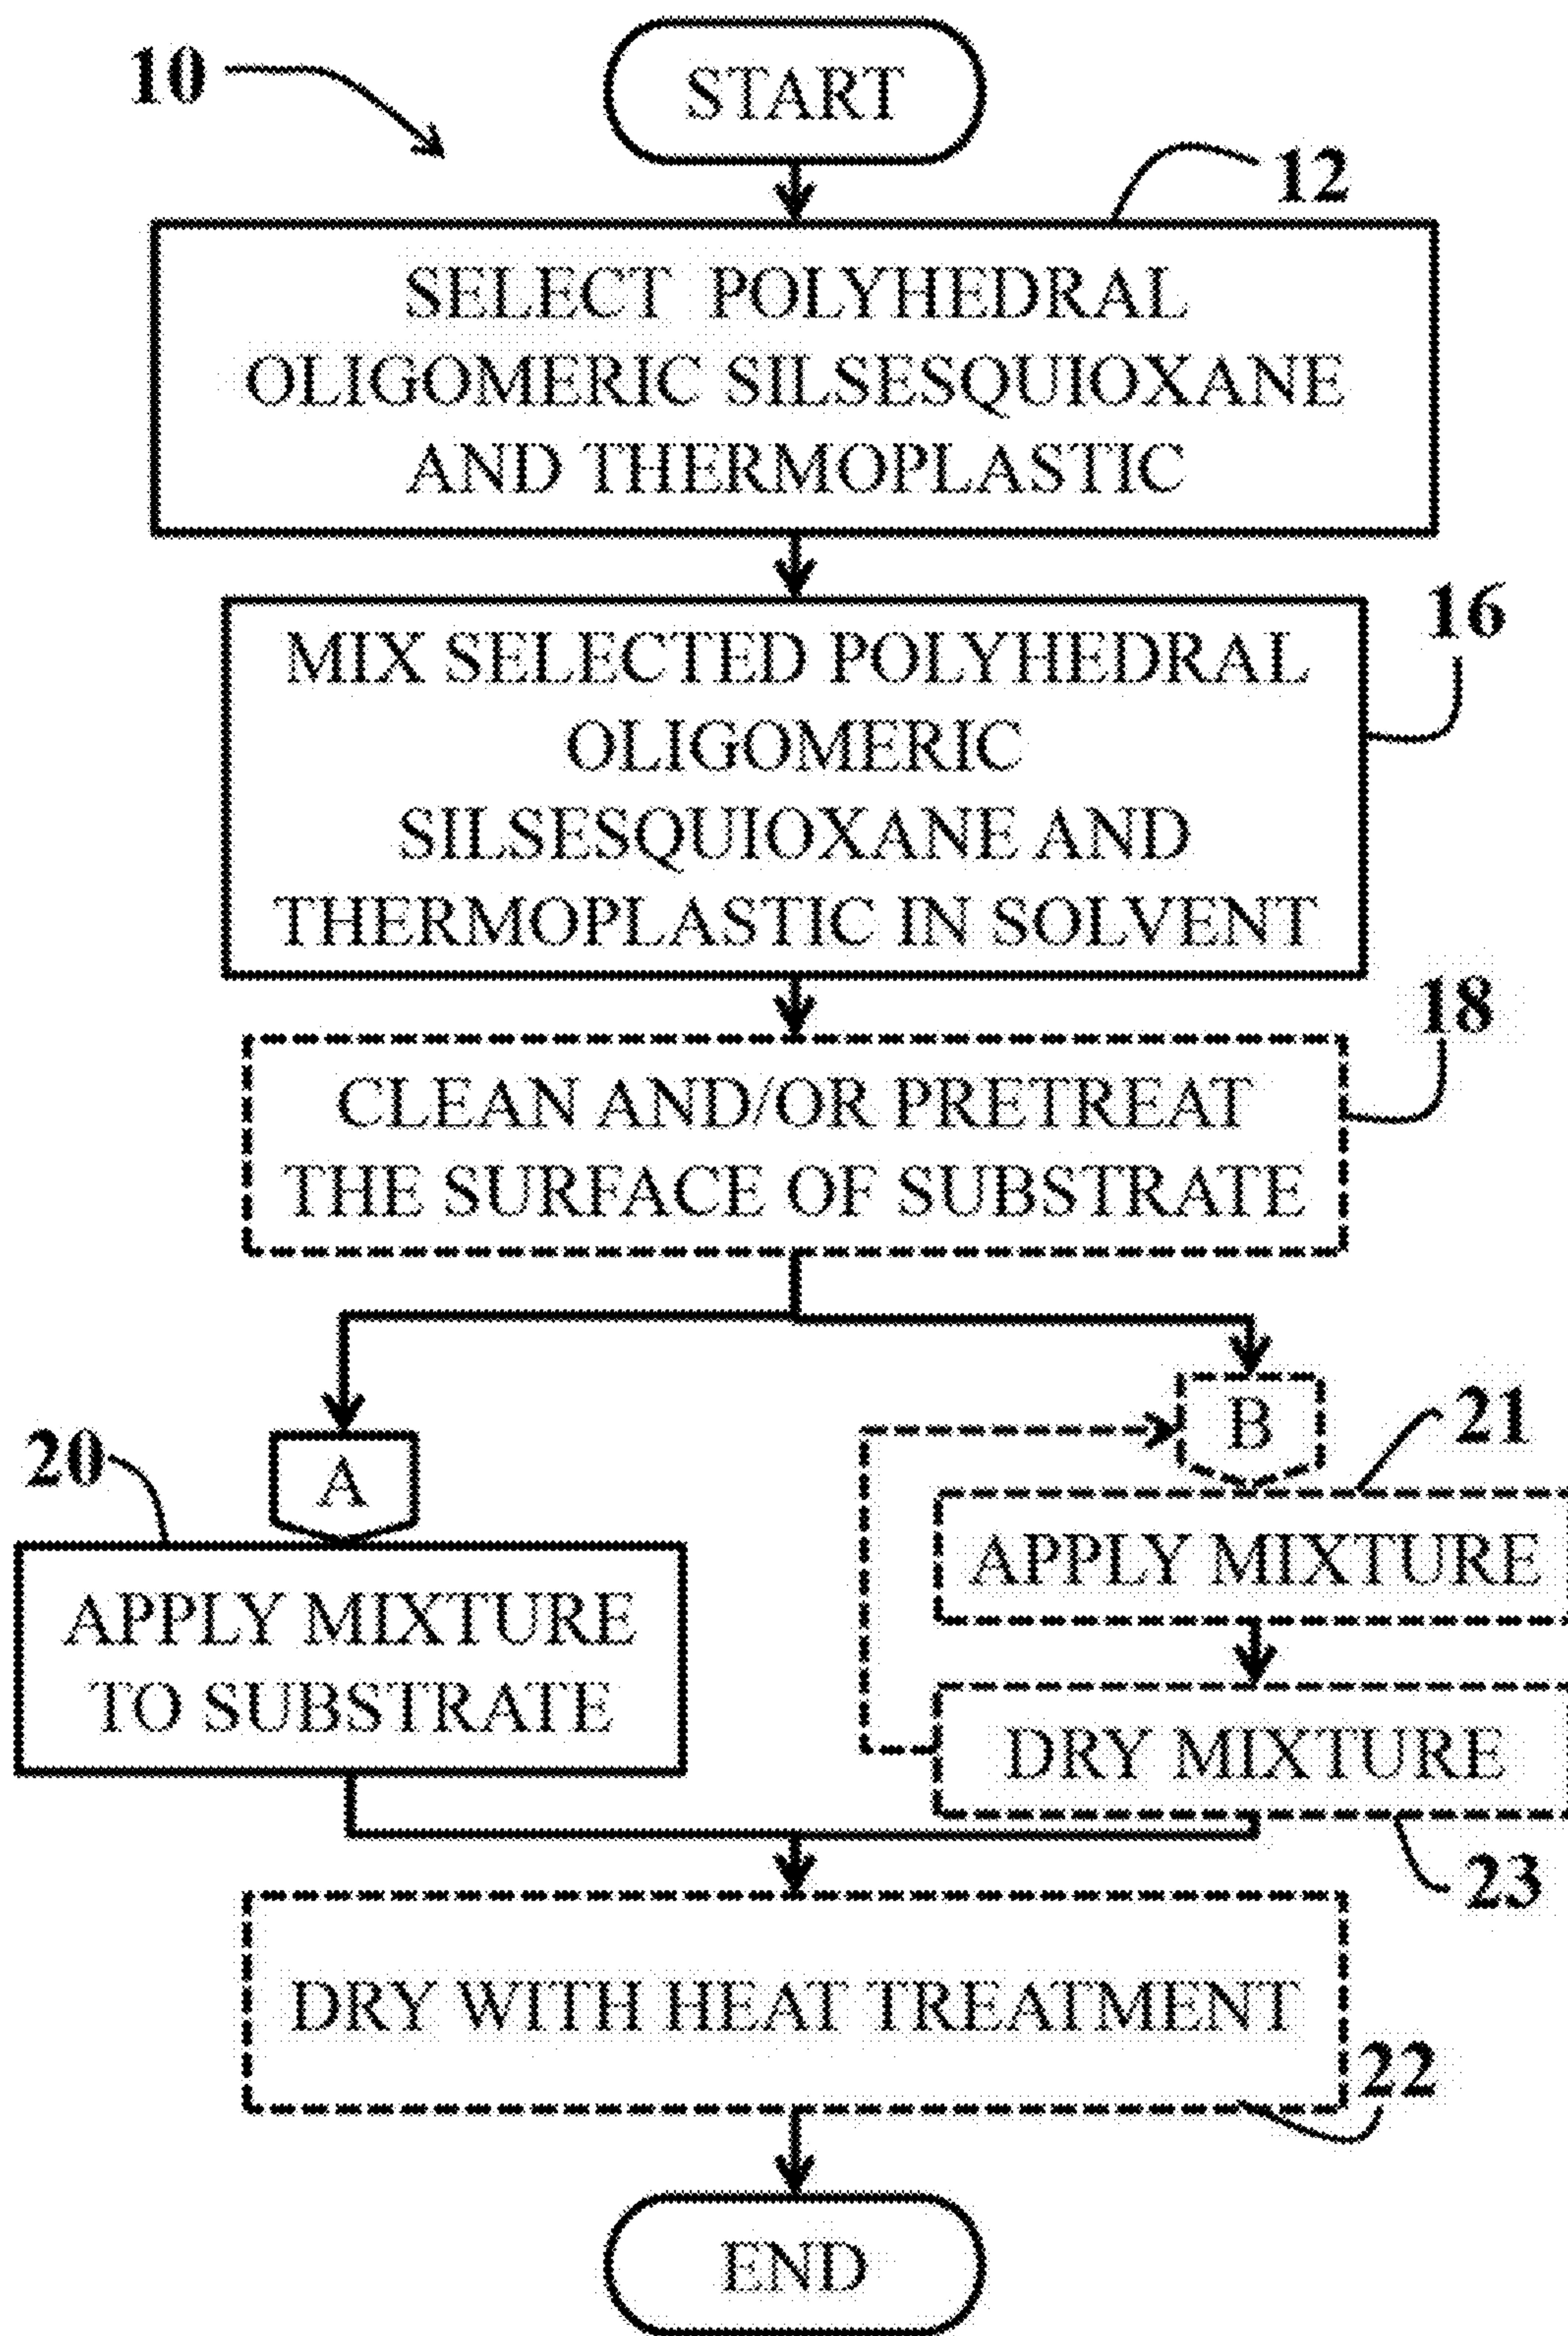 10
START
12
SELECT POLYHEDRAL
OLIGOMERIC SILSESQUIOXANE
AND THERMOPLASTIC
16
MIX SELECTED POLYHEDRAL
OLIGOMERIC
SILSESQUIOXANE AND
THERMOPLASTIC IN SOLVENT
18
CLEAN AND/OR PRETREAT
THE SURFACE OF SUBSTRATE
20
A
APPLY MIXTURE
TO SUBSTRATE
B
21
APPLY MIXTURE
DRY MIXTURE
23
DRY WITH HEAT TREATMENT
22
END